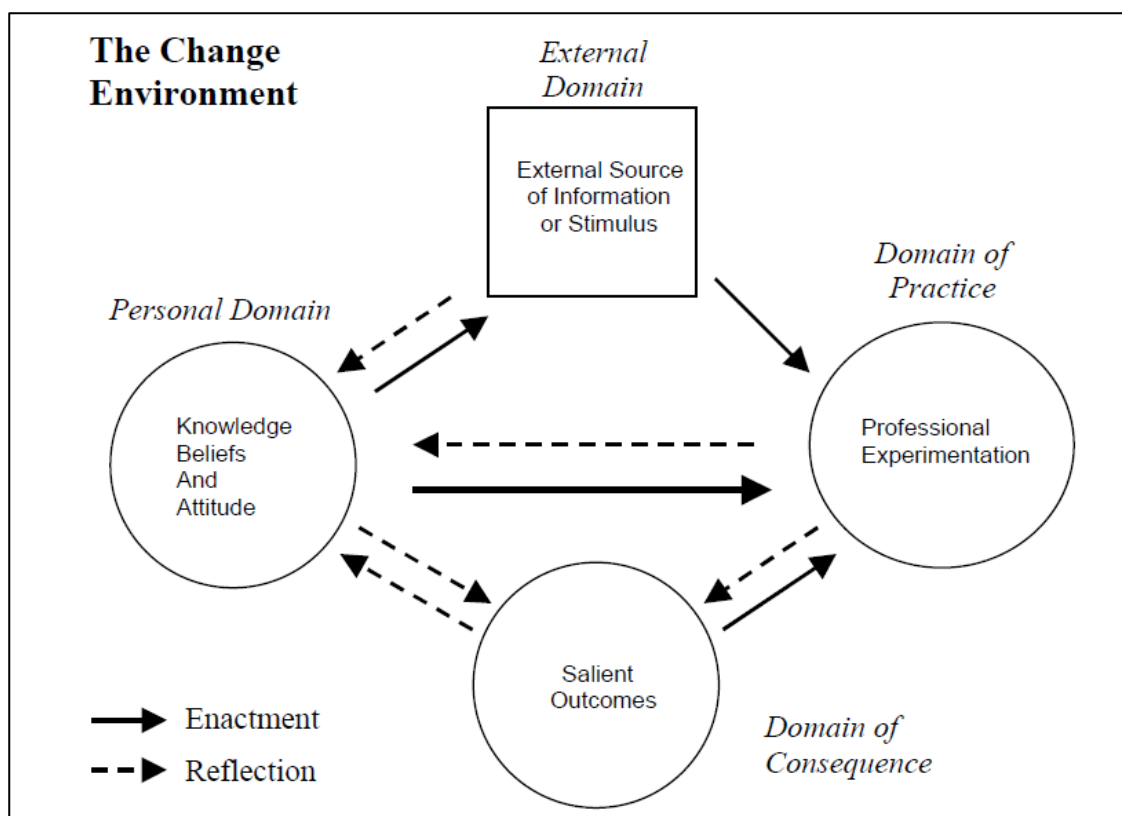 The Change
Environment
External
Domain
External Source
of Information
or Stimulus
Domain of
Practice
Personal Domain
Knowledge
Beliefs
And
Attitude
Professional
Experimentation
Salient
Outcomes
Domain of
Consequence
Enactment
Reflection